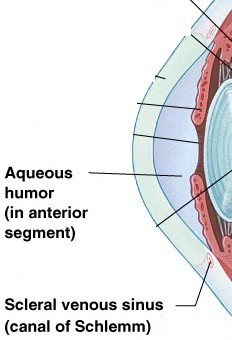 Aqueous
humor
(in anterior
segment)
Scleral venous sinus
(canal of Schlemm)